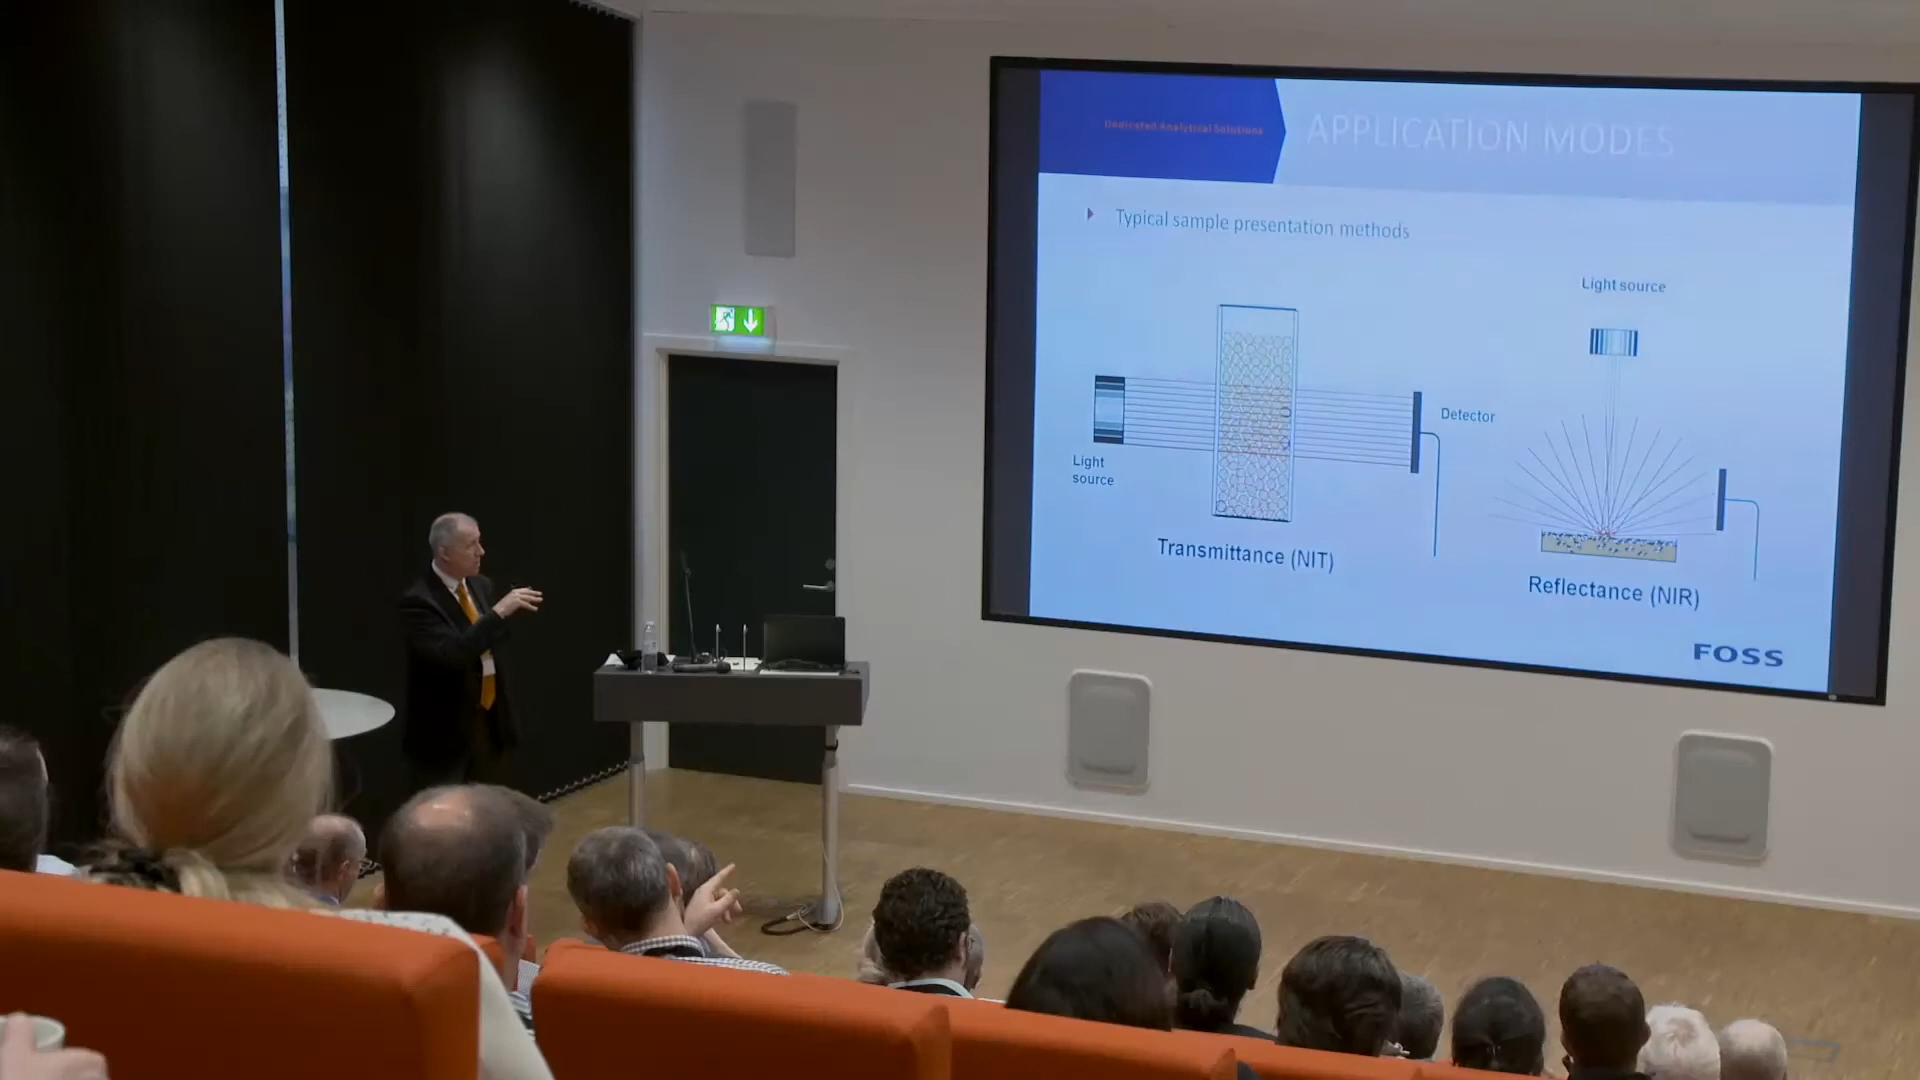 Dedicated Analytical Solutions
APPLICATION MODES
Typical sample presentation methods
Light source
Detector
Light
source
Transmittance (NIT)
Reflectance (NIR)
FOSS